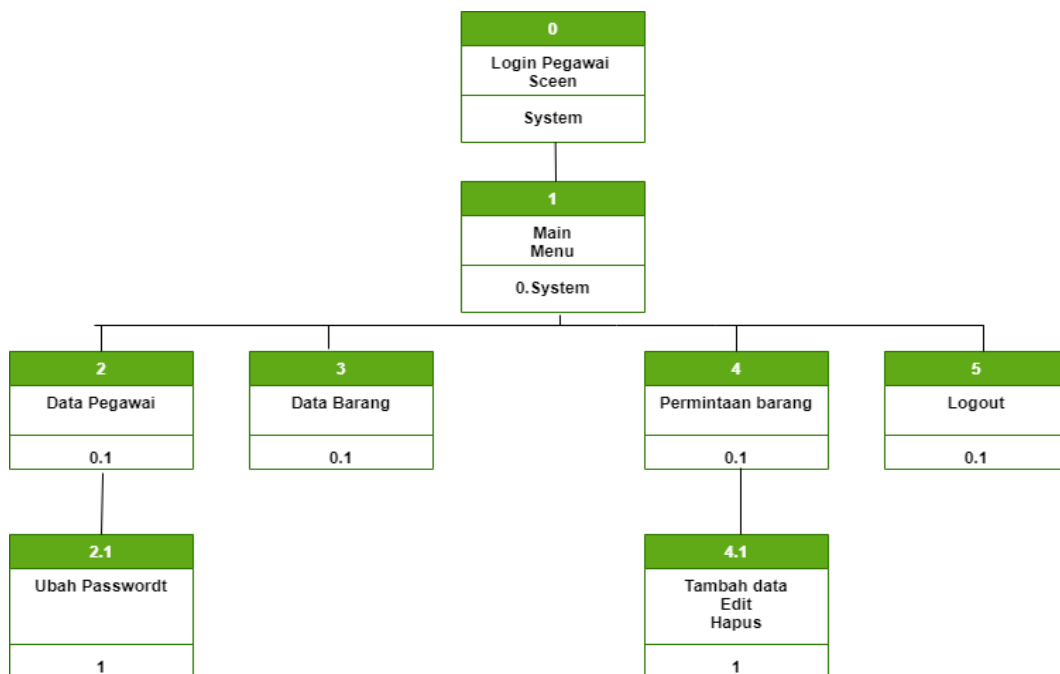 0
Login Pegawai
Sceen
System
1
Main
Menu
0.System
2
Data Pegawai
0.1
3
Data Barang
0.1
4
Permintaan barang
0.1
5
Logout
0.1
2.1
Ubah Passwordt
1
4.1
Tambah data
Edit
Hapus
1